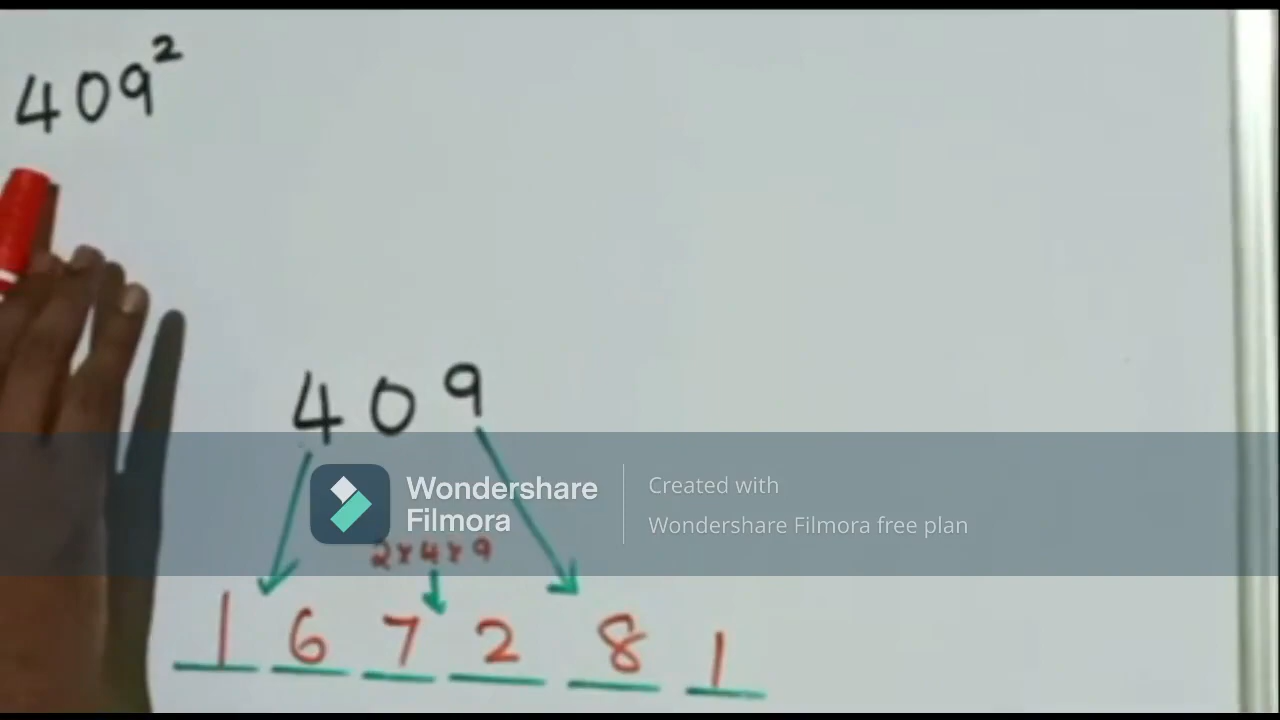 409²
409
Wondershare
Filmora
Created with
Wondershare Filmora free plan
2×4×9
1 6 7 2 8 1